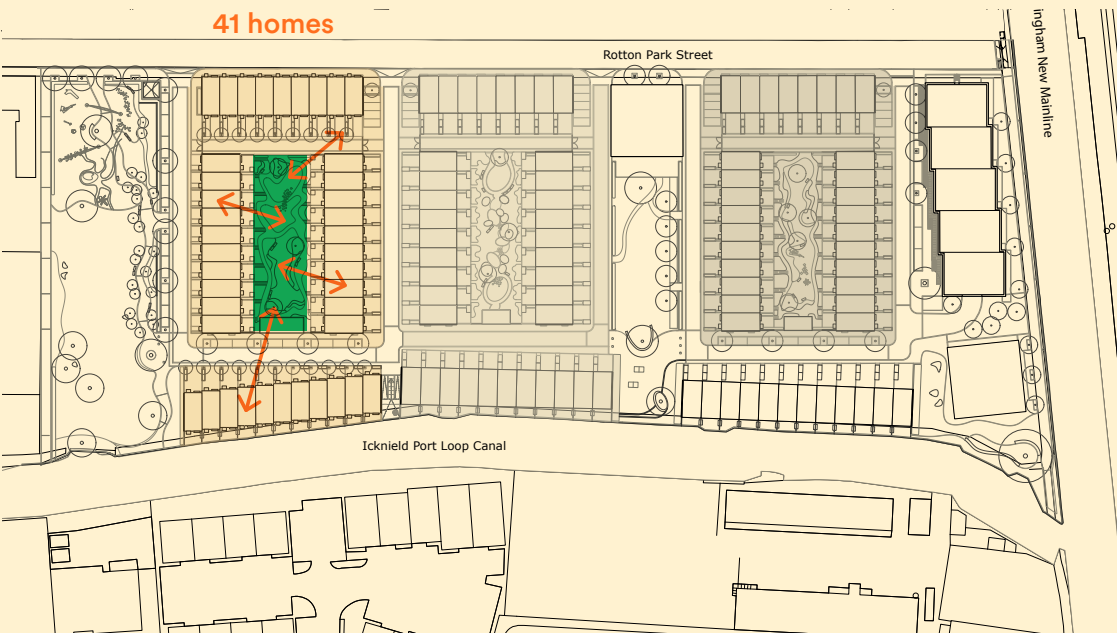 41 homes
Rotton Park Street
ingham New Mainline
Icknield Port Loop Canal